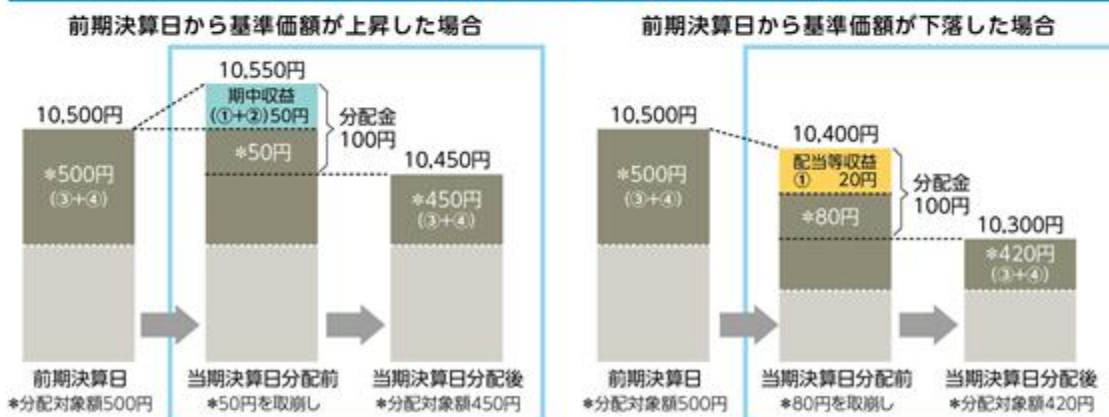 前期決算日から基準価額が上昇した場合
10,550円
10,500円
期中収益
(①+②)50円
分配金
100円
*50円
*500円
(③+④)
10,450円
*450円
(③+④)
前期決算日
当期決算日分配前
当期決算日分配後
*分配対象額500円
*50円を取崩し
*分配対象額450円
前期決算日から基準価額が下落した場合
10,500円
10,400円
*500円
(③+④)
配当等収益
① 20円
分配金
100円
*80円
10,300円
*420円
(③+④)
前期決算日
当期決算日分配前
当期決算日分配後
*分配対象額500円
*80円を取崩し
*分配対象額420円